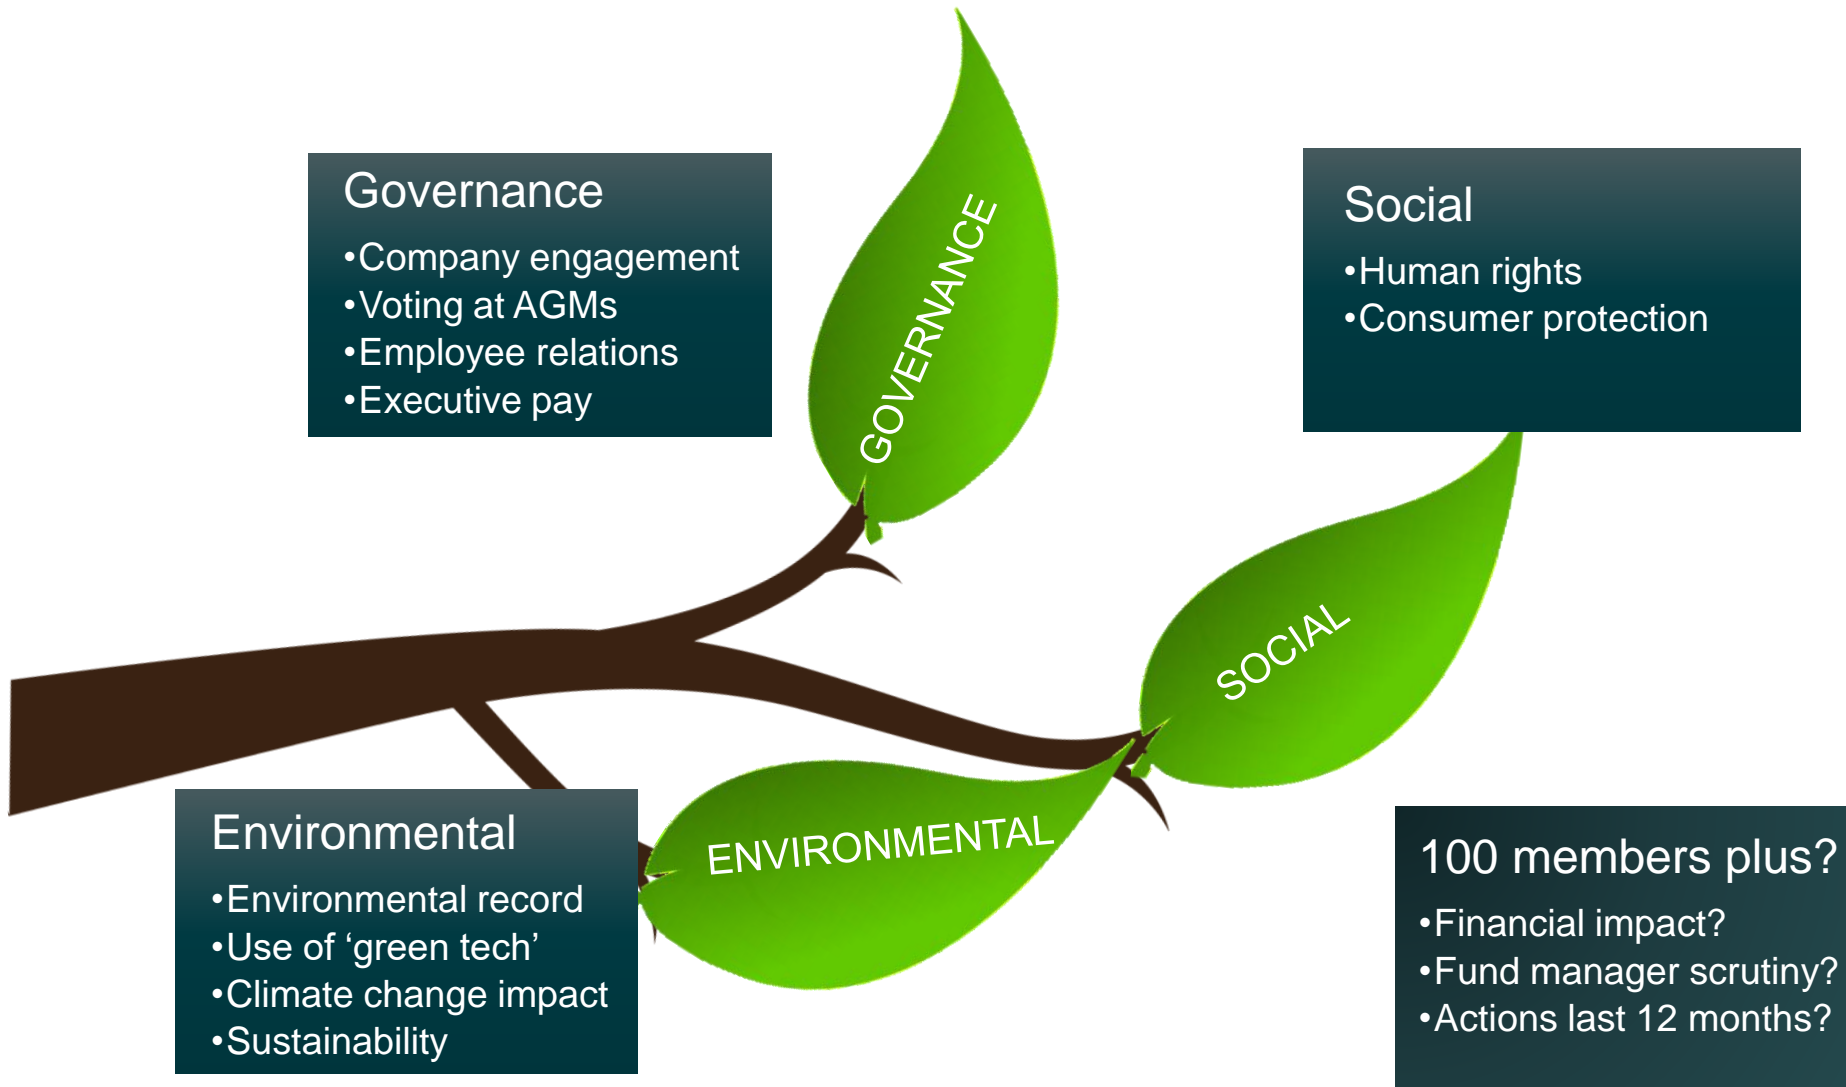 Governance
•Company engagement
•Voting at AGMs
•Employee relations
•Executive pay
GOVERNANCE
Social
•Human rights
•Consumer protection
SOCIAL
Environmental
•Environmental record
•Use of ‘green tech’
•Climate change impact
•Sustainability
ENVIRONMENTAL
100 members plus?
•Financial impact?
•Fund manager scrutiny?
•Actions last 12 months?